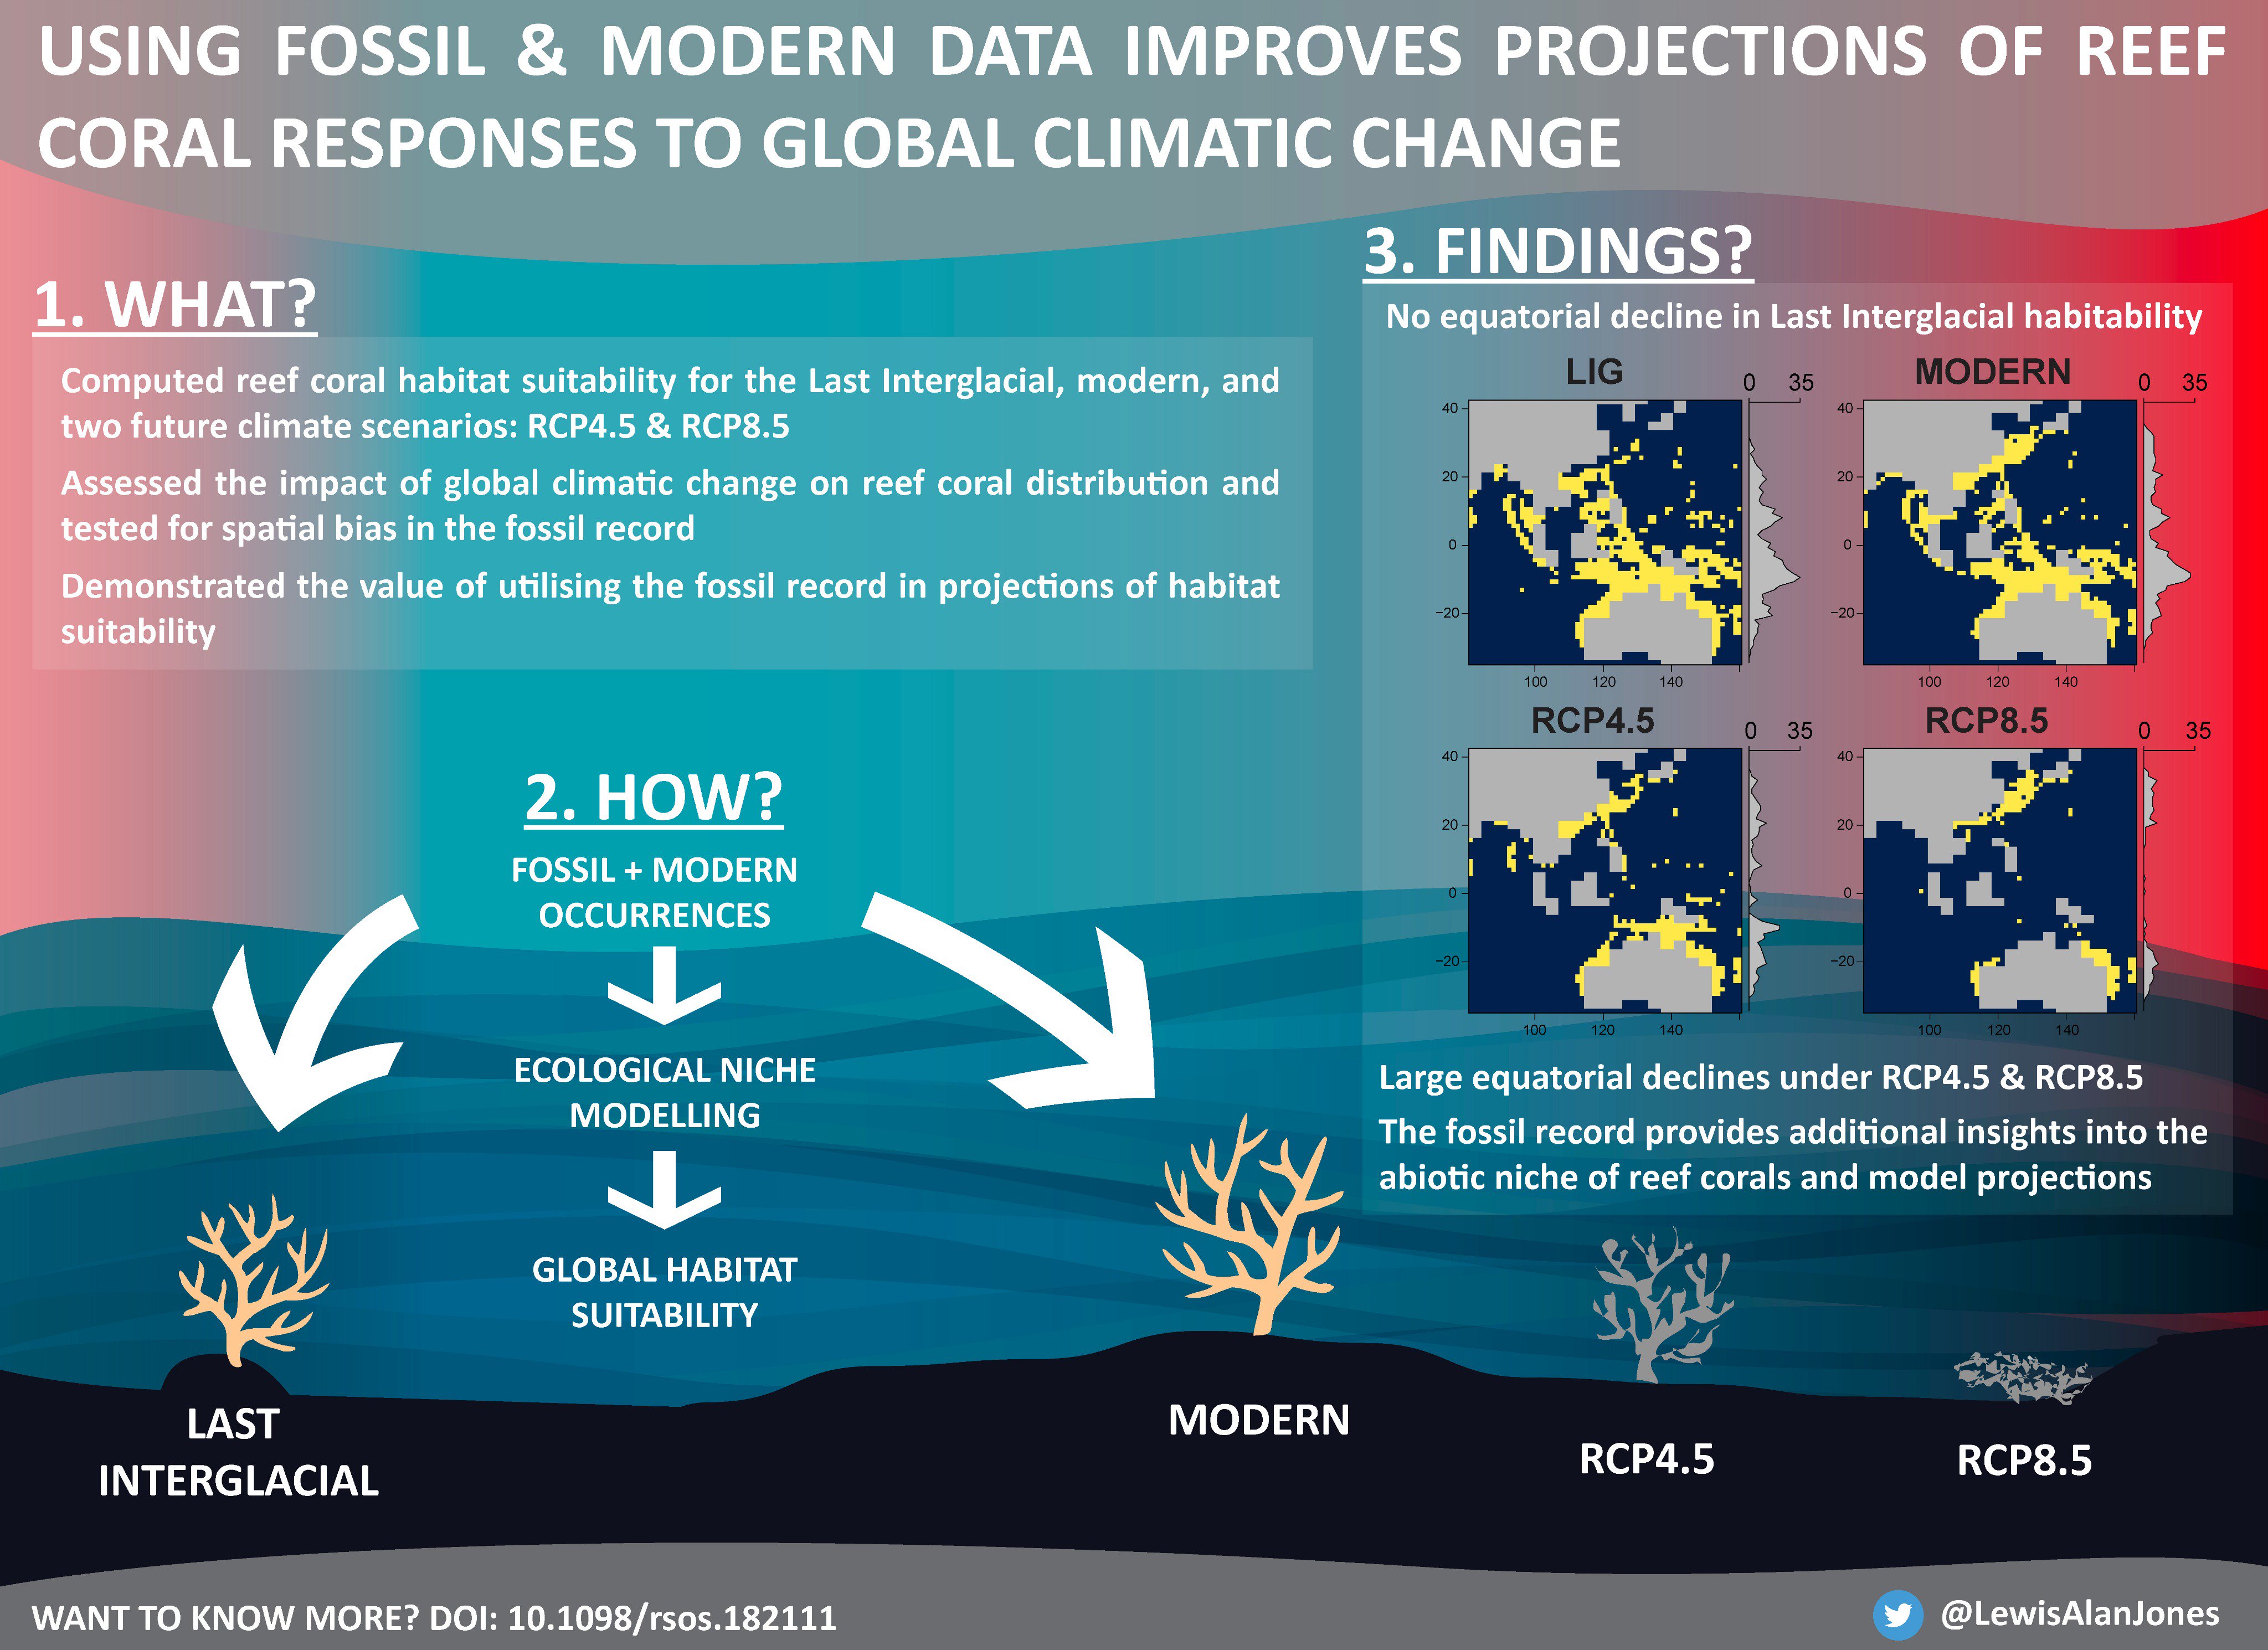 USING FOSSIL & MODERN DATA IMPROVES PROJECTIONS OF REEF
CORAL RESPONSES TO GLOBAL CLIMATIC CHANGE
1. WHAT?
Computed reef coral habitat suitability for the Last Interglacial, modern, and
two future climate scenarios: RCP4.5 & RCP8.5
Assessed the impact of global climatic change on reef coral distribution and
tested for spatial bias in the fossil record
Demonstrated the value of utilising the fossil record in projections of habitat
suitability
2. HOW?
FOSSIL + MODERN
OCCURRENCES
ECOLOGICAL NICHE
MODELLING
GLOBAL HABITAT
SUITABILITY
3. FINDINGS?
No equatorial decline in Last Interglacial habitability
LIG
0 35
40
20
0
−20
100 120 140
MODERN
0 35
40
20
0
−20
100 120 140
RCP4.5
0 35
40
20
0
−20
100 120 140
RCP8.5
0 35
40
20
0
−20
100 120 140
Large equatorial declines under RCP4.5 & RCP8.5
The fossil record provides additional insights into the
abiotic niche of reef corals and model projections
LAST
INTERGLACIAL
MODERN
RCP4.5
RCP8.5
WANT TO KNOW MORE? DOI: 10.1098/rsos.182111
@LewisAlanJones